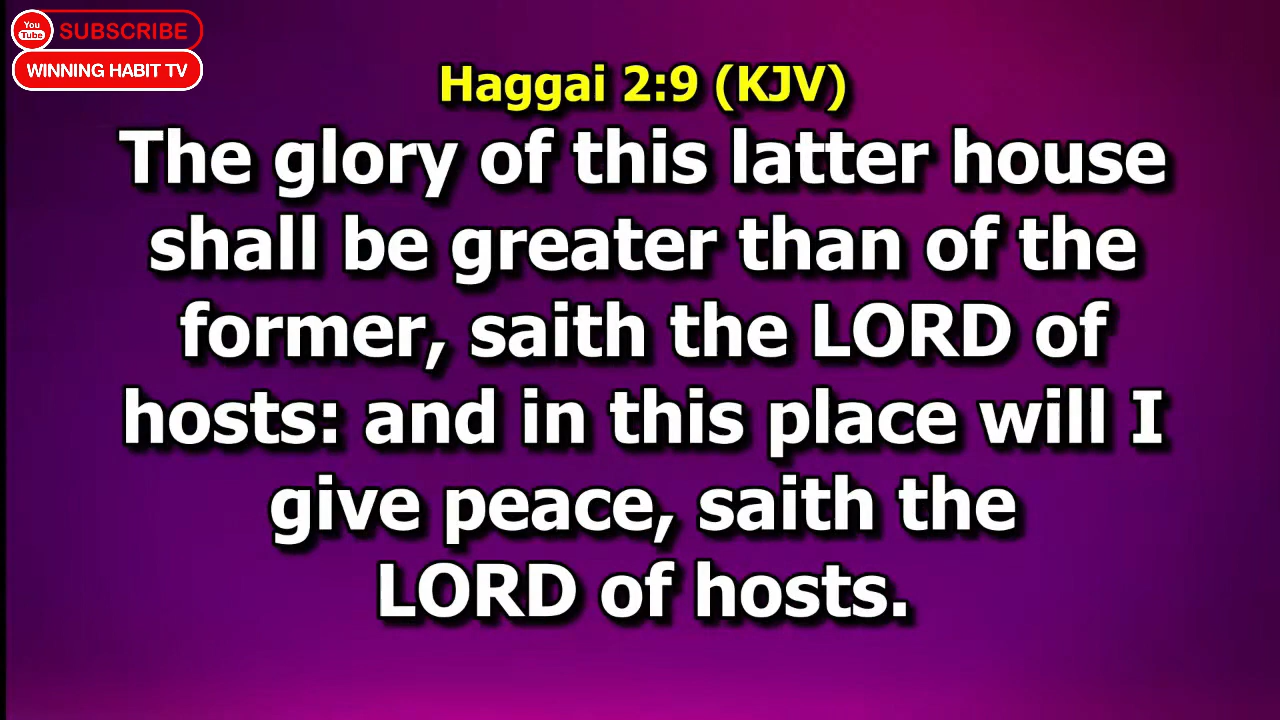 You
Tube
SUBSCRIBE
WINNING HABIT TV
Haggai 2:9 (KJV)
The glory of this latter house
shall be greater than of the
former, saith the LORD of
hosts: and in this place will I
give peace, saith the
LORD of hosts.